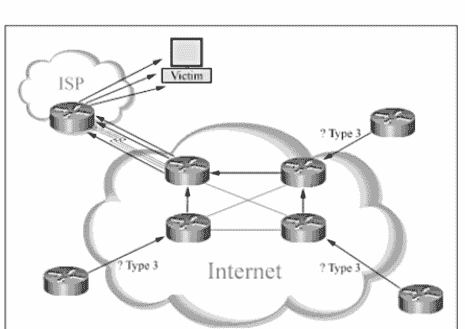 ISP
Victim
? Type 3
? Type 3
Internet
? Type 3